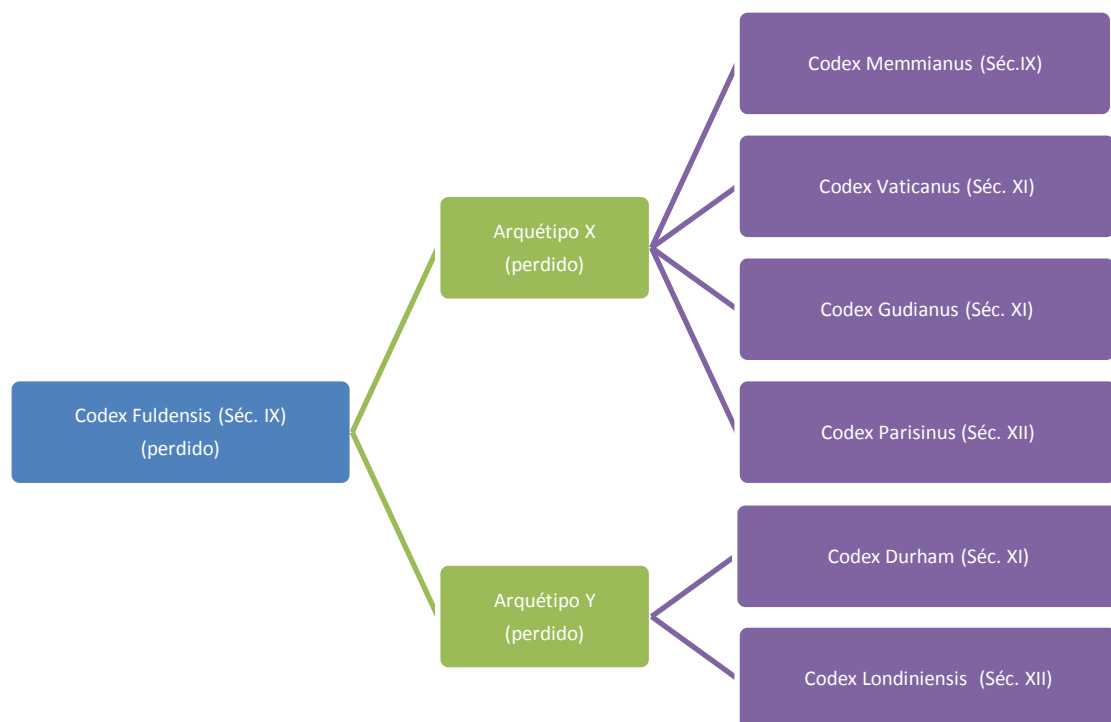 Codex Memmianus (Séc.IX)
Codex Vaticanus (Séc. XI)
Arquétipo X
(perdido)
Codex Gudianus (Séc. XI)
Codex Fuldensis (Séc. IX)
(perdido)
Codex Parisinus (Séc. XII)
Codex Durham (Séc. XI)
Arquétipo Y
(perdido)
Codex Londiniensis (Séc. XII)